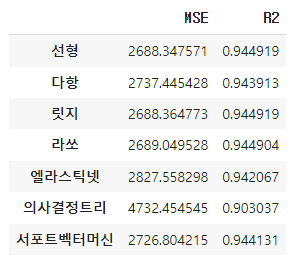 MSE R2
선형 2688.347571 0.944919
다항 2737.445428 0.943913
릿지 2688.364773 0.944919
라쏘 2689.049528 0.944904
엘라스틱넷 2827.558298 0.942067
의사결정트리 4732.454545 0.903037
서포트벡터머신 2726.804215 0.944131